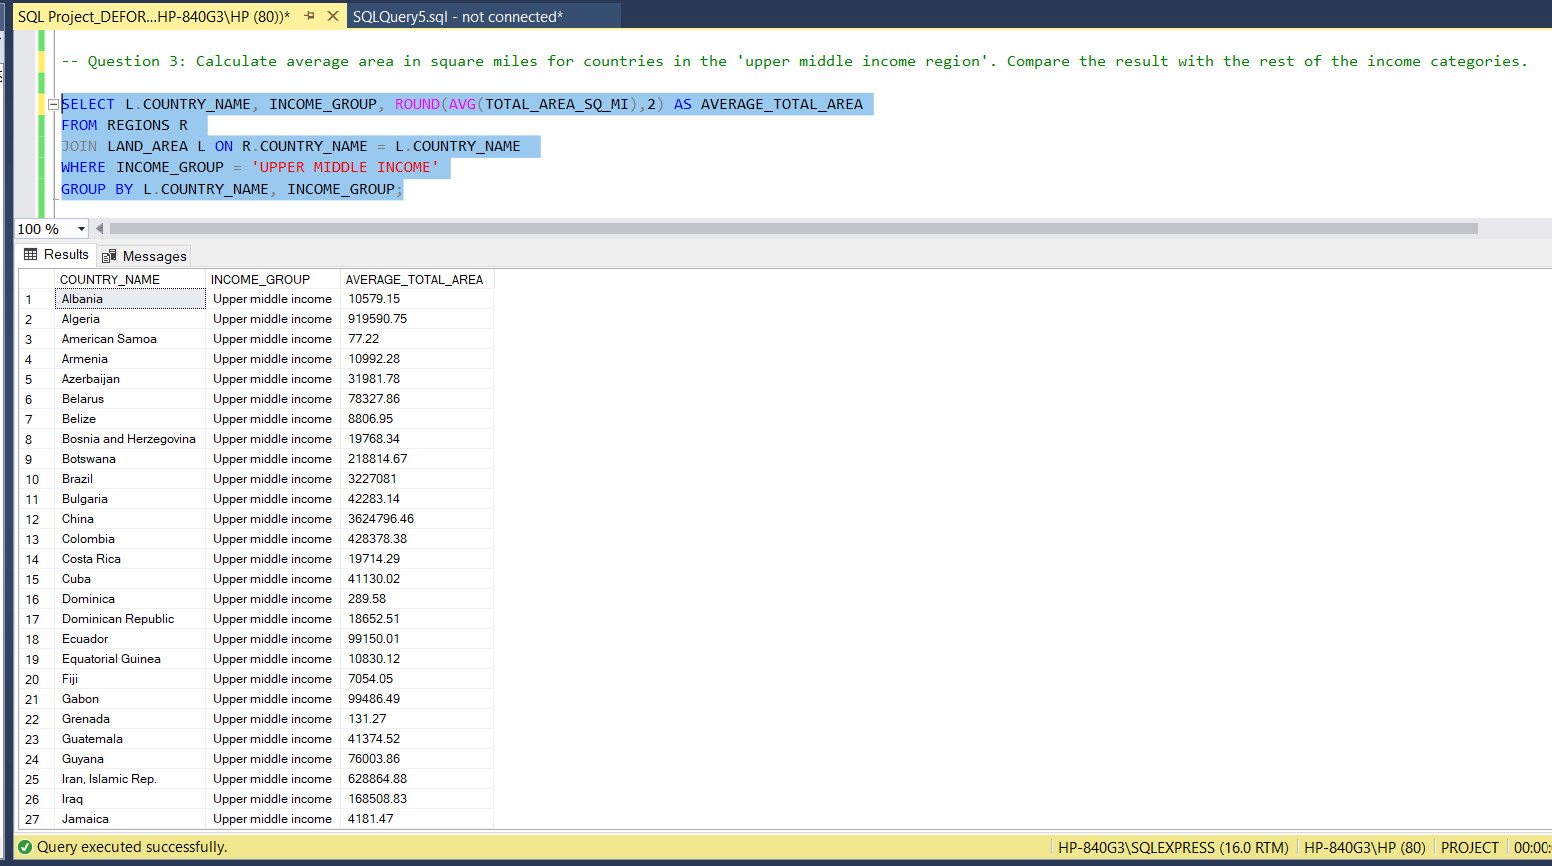 SQL Project_DEFOR...HP-840G3\HP (80))* SQLQuery5.sql - not connected*
-- Question 3: Calculate average area in square miles for countries in the 'upper middle income region'. Compare the result with the rest of the income categories.
SELECT L.COUNTRY_NAME, INCOME_GROUP, ROUND(AVG(TOTAL_AREA_SQ_MI),2) AS AVERAGE_TOTAL_AREA
FROM REGIONS R
JOIN LAND_AREA L ON R.COUNTRY_NAME = L.COUNTRY_NAME
WHERE INCOME_GROUP = 'UPPER MIDDLE INCOME'
GROUP BY L.COUNTRY_NAME, INCOME_GROUP;
100 %
Results Messages
COUNTRY_NAME INCOME_GROUP AVERAGE_TOTAL_AREA
1 Albania Upper middle income 10579.15
2 Algeria Upper middle income 919590.75
3 American Samoa Upper middle income 77.22
4 Armenia Upper middle income 10992.28
5 Azerbaijan Upper middle income 31981.78
6 Belarus Upper middle income 78327.86
7 Belize Upper middle income 8806.95
8 Bosnia and Herzegovina Upper middle income 19768.34
9 Botswana Upper middle income 218814.67
10 Brazil Upper middle income 3227081
11 Bulgaria Upper middle income 42283.14
12 China Upper middle income 3624796.46
13 Colombia Upper middle income 428378.38
14 Costa Rica Upper middle income 19714.29
15 Cuba Upper middle income 41130.02
16 Dominica Upper middle income 289.58
17 Dominican Republic Upper middle income 18652.51
18 Ecuador Upper middle income 99150.01
19 Equatorial Guinea Upper middle income 10830.12
20 Fiji Upper middle income 7054.05
21 Gabon Upper middle income 99486.49
22 Grenada Upper middle income 131.27
23 Guatemala Upper middle income 41374.52
24 Guyana Upper middle income 76003.86
25 Iran, Islamic Rep. Upper middle income 628864.88
26 Iraq Upper middle income 168508.83
27 Jamaica Upper middle income 4181.47
Query executed successfully. HP-840G3\SQLEXPRESS (16.0 RTM) HP-840G3\HP (80) PROJECT 00:00: